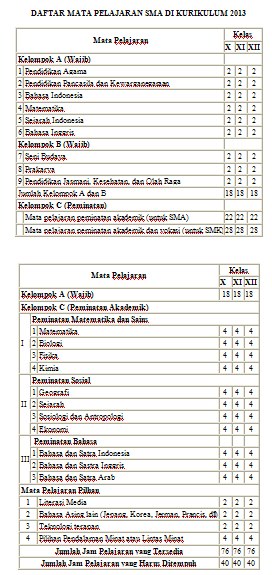 DAFTAR MATA PELAJARAN SMA DI KURIKULUM 2013
Mata Pelajaran Kelas
X XI XII
Kelompok A (Wajib)
1 Pendidikan Agama 2 2 2
2 Pendidikan Pancasila dan Kewarganegaraan 2 2 2
3 Bahasa Indonesia 2 2 2
4 Matematika 2 2 2
5 Sejarah Indonesia 2 2 2
6 Bahasa Inggris 2 2 2
Kelompok B (Wajib)
7 Seni Budaya 2 2 2
8 Prakarya 2 2 2
9 Pendidikan Jasmani, Kesehatan, dan Olah Raga 2 2 2
Jumlah Kelompok A dan B 18 18 18
Kelompok C (Peminatan)
Mata pelajaran peminatan akademik (untuk SMA) 22 22 22
Mata pelajaran peminatan akademik dan vokasi (untuk SMK) 28 28 28
Mata Pelajaran Kelas
X XI XII
Kelompok A (Wajib) 18 18 18
Kelompok C (Peminatan Akademik)
Peminatan Matematika dan Sains
I 1 Matematika 4 4 4
2 Biologi 4 4 4
3 Fisika 4 4 4
4 Kimia 4 4 4
Peminatan Sosial
II 1 Geografi 4 4 4
2 Sejarah 4 4 4
3 Sosiologi dan Antropologi 4 4 4
4 Ekonomi 4 4 4
Peminatan Bahasa
III 1 Bahasa dan Satra Indonesia 4 4 4
2 Bahasa dan Sastra Inggris 4 4 4
3 Bahasa dan Satra Arab 4 4 4
Mata Pelajaran Pilihan
1 Literasi Media 2 2 2
2 Bahasa Asing lain (Jepang, Korea, Jerman, Prancis, dll) 2 2 2
3 Teknologi terapan 2 2 2
4 Pilihan Pendalaman Minat atau Lintas Minat 4 4 4
Jumlah Jam Pelajaran yang Tersedia 76 76 76
Jumlah Jam Pelajaran yang Harus Ditempuh 40 40 40